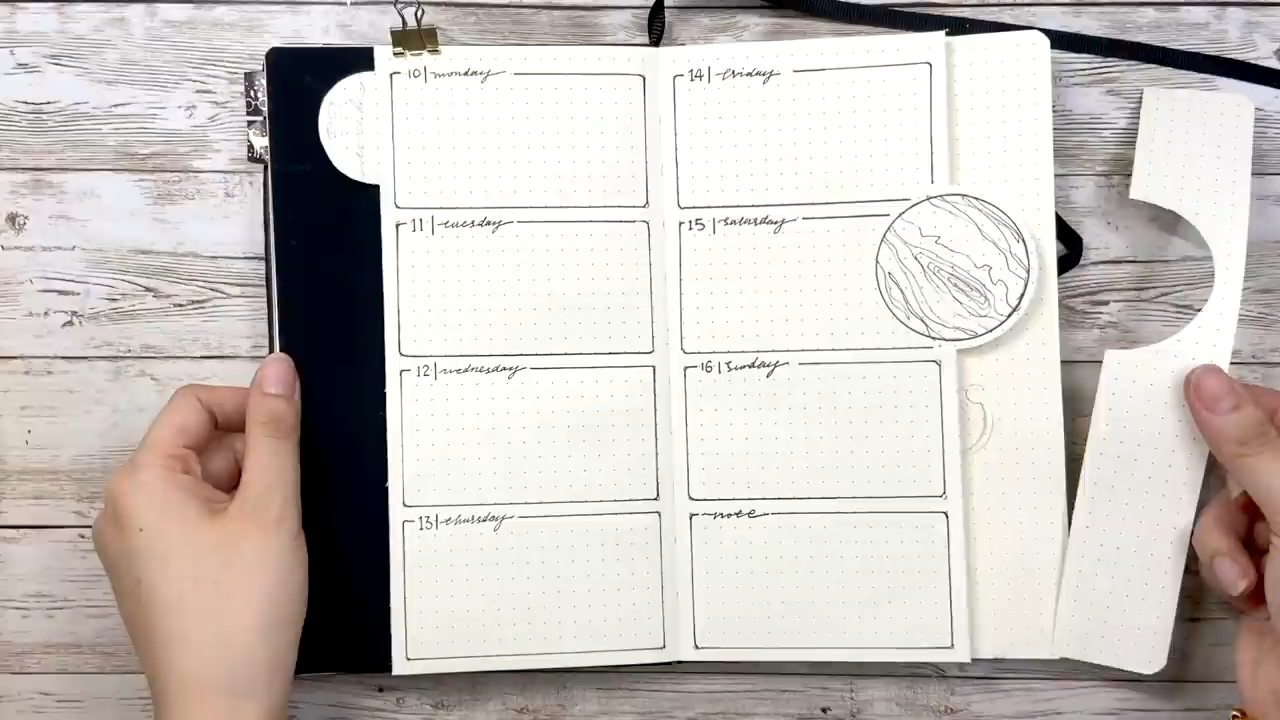 10 | monday
11 | tuesday
12 | wednesday
13 | thursday
14 | friday
15 | saturday
16 | sunday
note